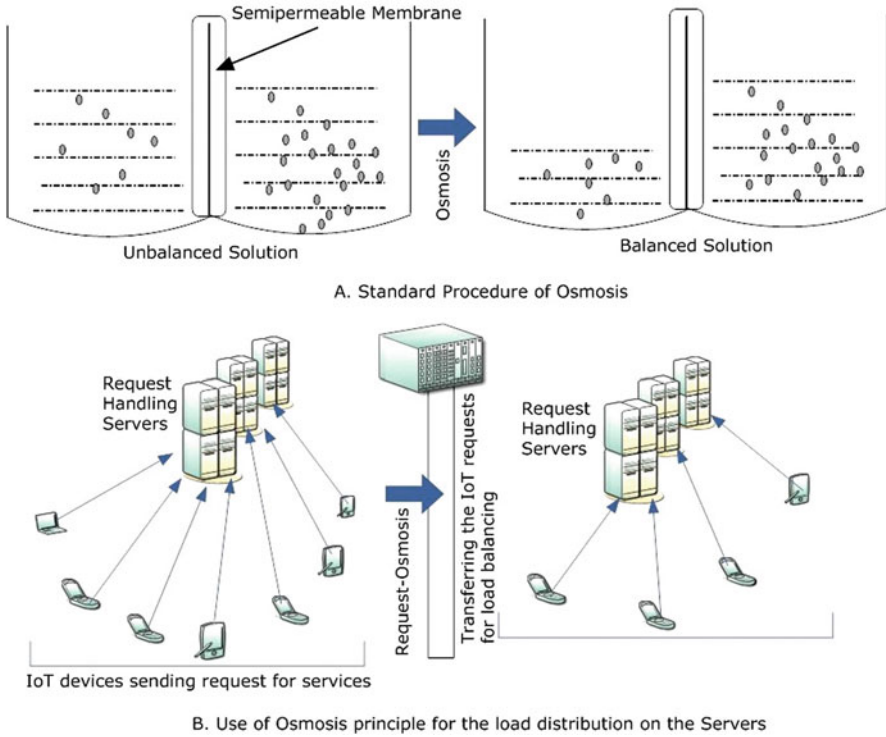 Semipermeable Membrane
Osmosis
Unbalanced Solution
Balanced Solution
A. Standard Procedure of Osmosis
Request
Handling
Servers
Request-Osmosis
Transferring the IoT requests
for load balancing
Request
Handling
Servers
IoT devices sending request for services
B. Use of Osmosis principle for the load distribution on the Servers